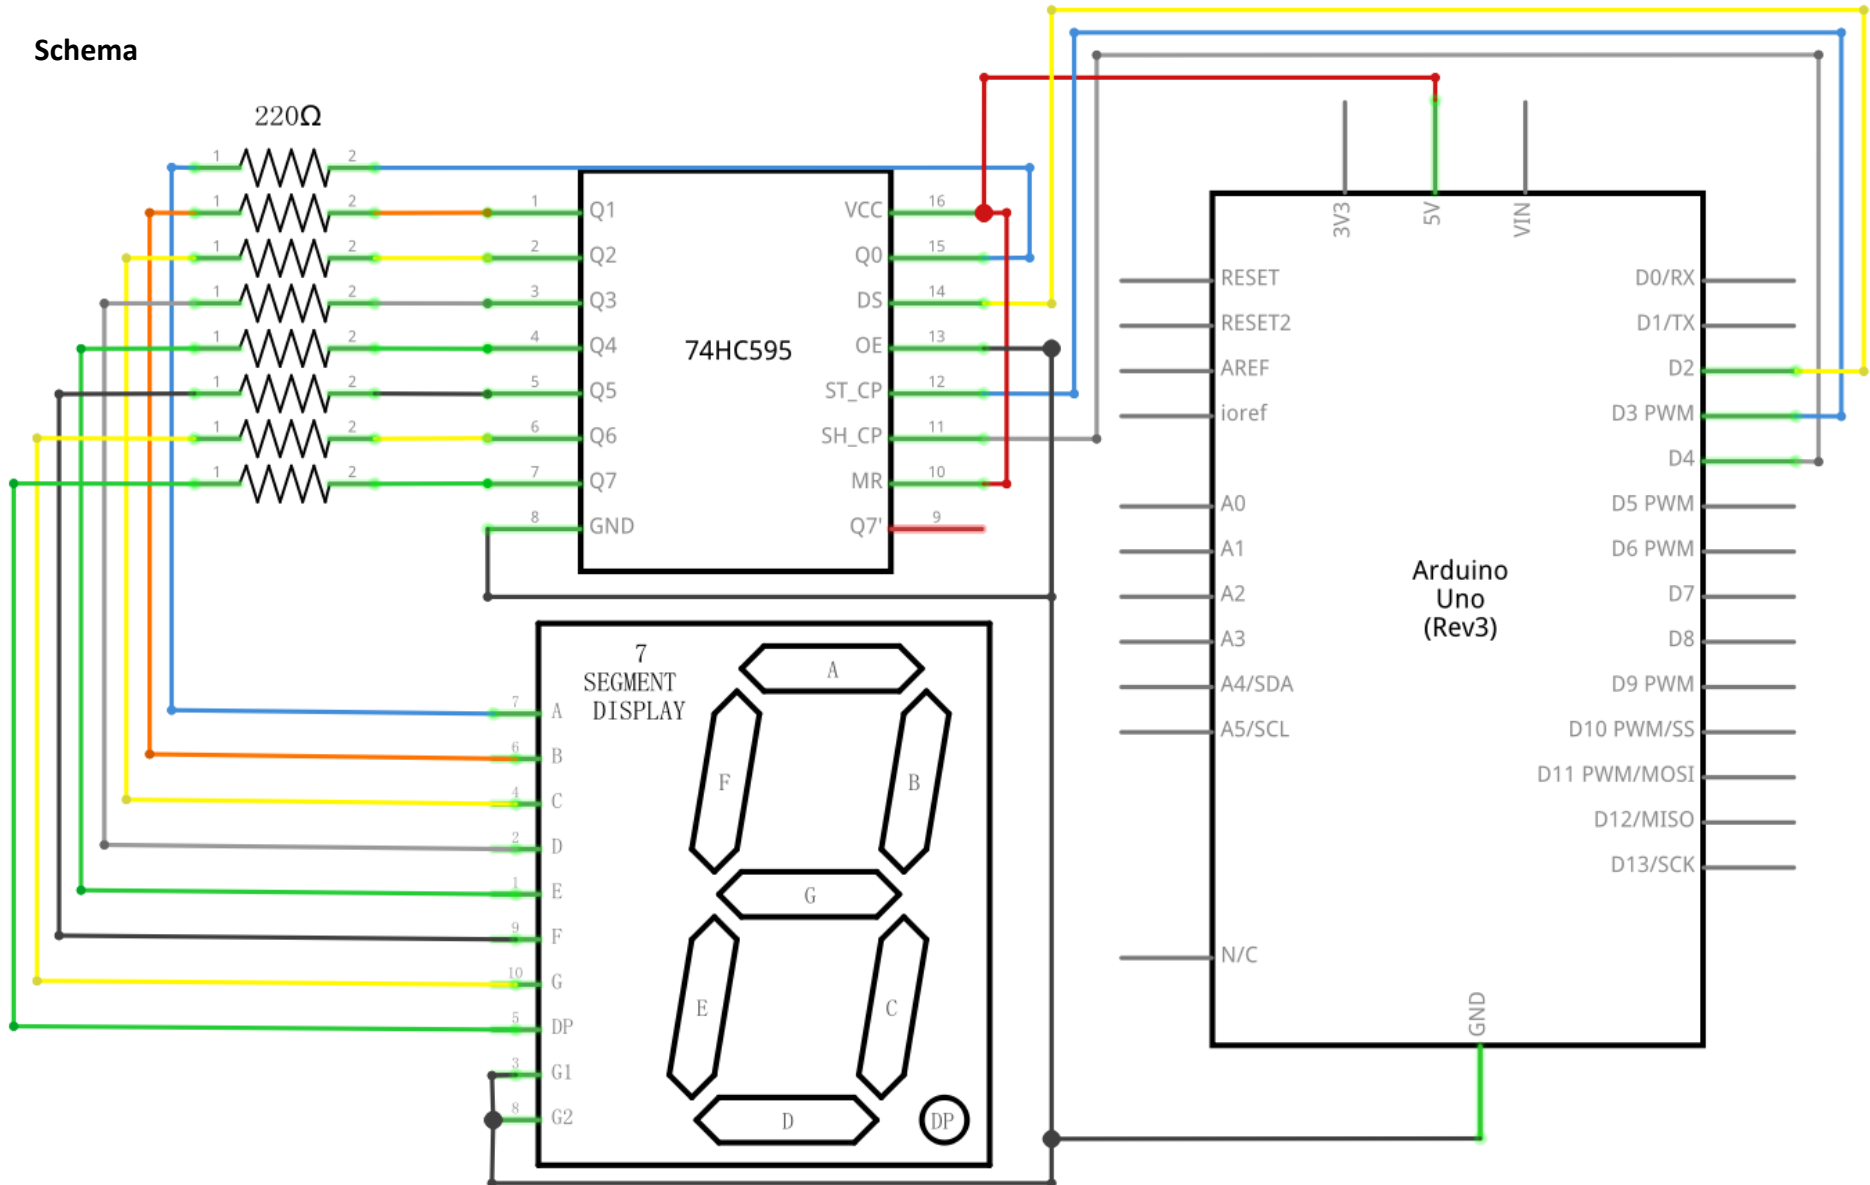 Schema
220Ω
1 2
1 2
1 2
1 2
1 2
1 2
1 2
1 2
74HC595
1 Q1
2 Q2
3 Q3
4 Q4
5 Q5
6 Q6
7 Q7
8 GND
VCC 16
Q0 15
DS 14
OE 13
ST_CP 12
SH_CP 11
MR 10
Q7' 9
7
SEGMENT
DISPLAY
7 A
6 B
4 C
2 D
1 E
9 F
10 G
5 DP
3 G1
8 G2
A
F
B
G
E
C
D
DP
3V3
5V
VIN
RESET
RESET2
AREF
ioref
A0
A1
A2
A3
A4/SDA
A5/SCL
N/C
Arduino
Uno
(Rev3)
D0/RX
D1/TX
D2
D3 PWM
D4
D5 PWM
D6 PWM
D7
D8
D9 PWM
D10 PWM/SS
D11 PWM/MOSI
D12/MISO
D13/SCK
GND